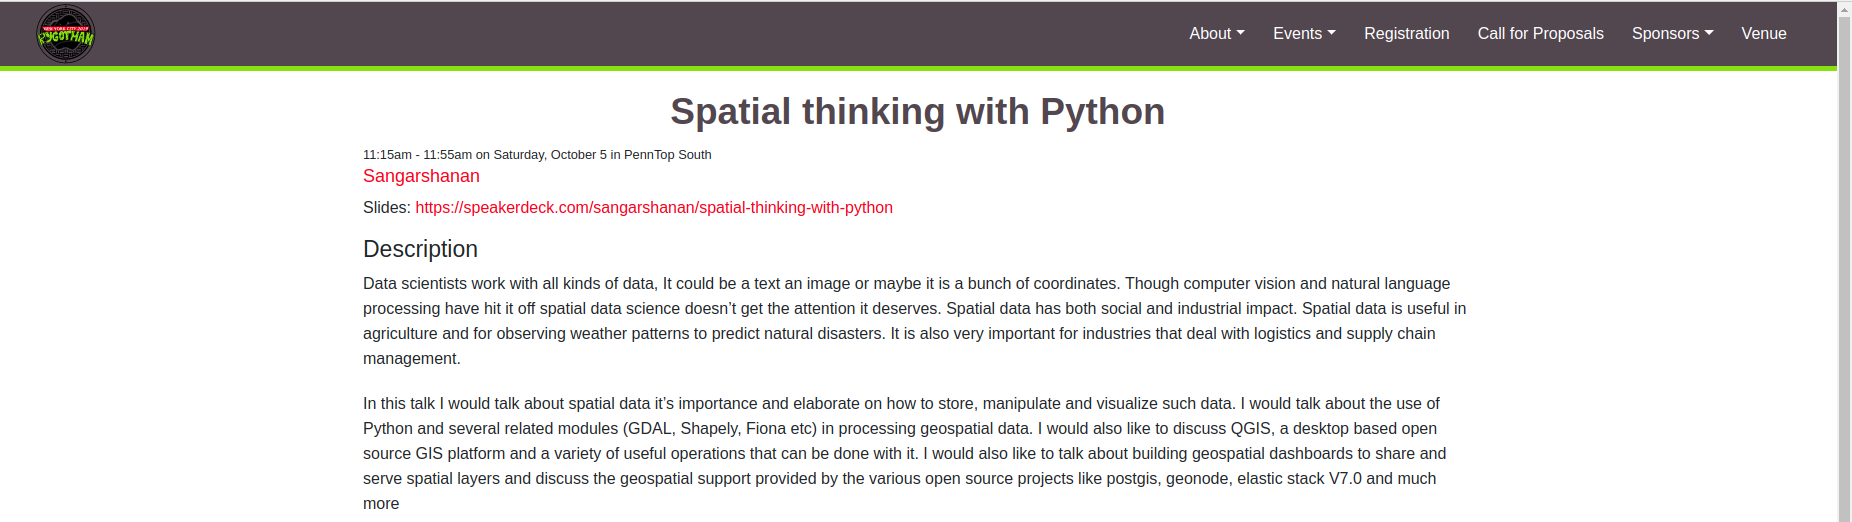 NEW YORK CITY 2019
PYGOTHAM
About
Events
Registration
Call for Proposals
Sponsors
Venue
Spatial thinking with Python
11:15am - 11:55am on Saturday, October 5 in PennTop South
Sangarshanan
Slides: https://speakerdeck.com/sangarshanan/spatial-thinking-with-python
Description
Data scientists work with all kinds of data, It could be a text an image or maybe it is a bunch of coordinates. Though computer vision and natural language
processing have hit it off spatial data science doesn’t get the attention it deserves. Spatial data has both social and industrial impact. Spatial data is useful in
agriculture and for observing weather patterns to predict natural disasters. It is also very important for industries that deal with logistics and supply chain
management.
In this talk I would talk about spatial data it’s importance and elaborate on how to store, manipulate and visualize such data. I would talk about the use of
Python and several related modules (GDAL, Shapely, Fiona etc) in processing geospatial data. I would also like to discuss QGIS, a desktop based open
source GIS platform and a variety of useful operations that can be done with it. I would also like to talk about building geospatial dashboards to share and
serve spatial layers and discuss the geospatial support provided by the various open source projects like postgis, geonode, elastic stack V7.0 and much
more